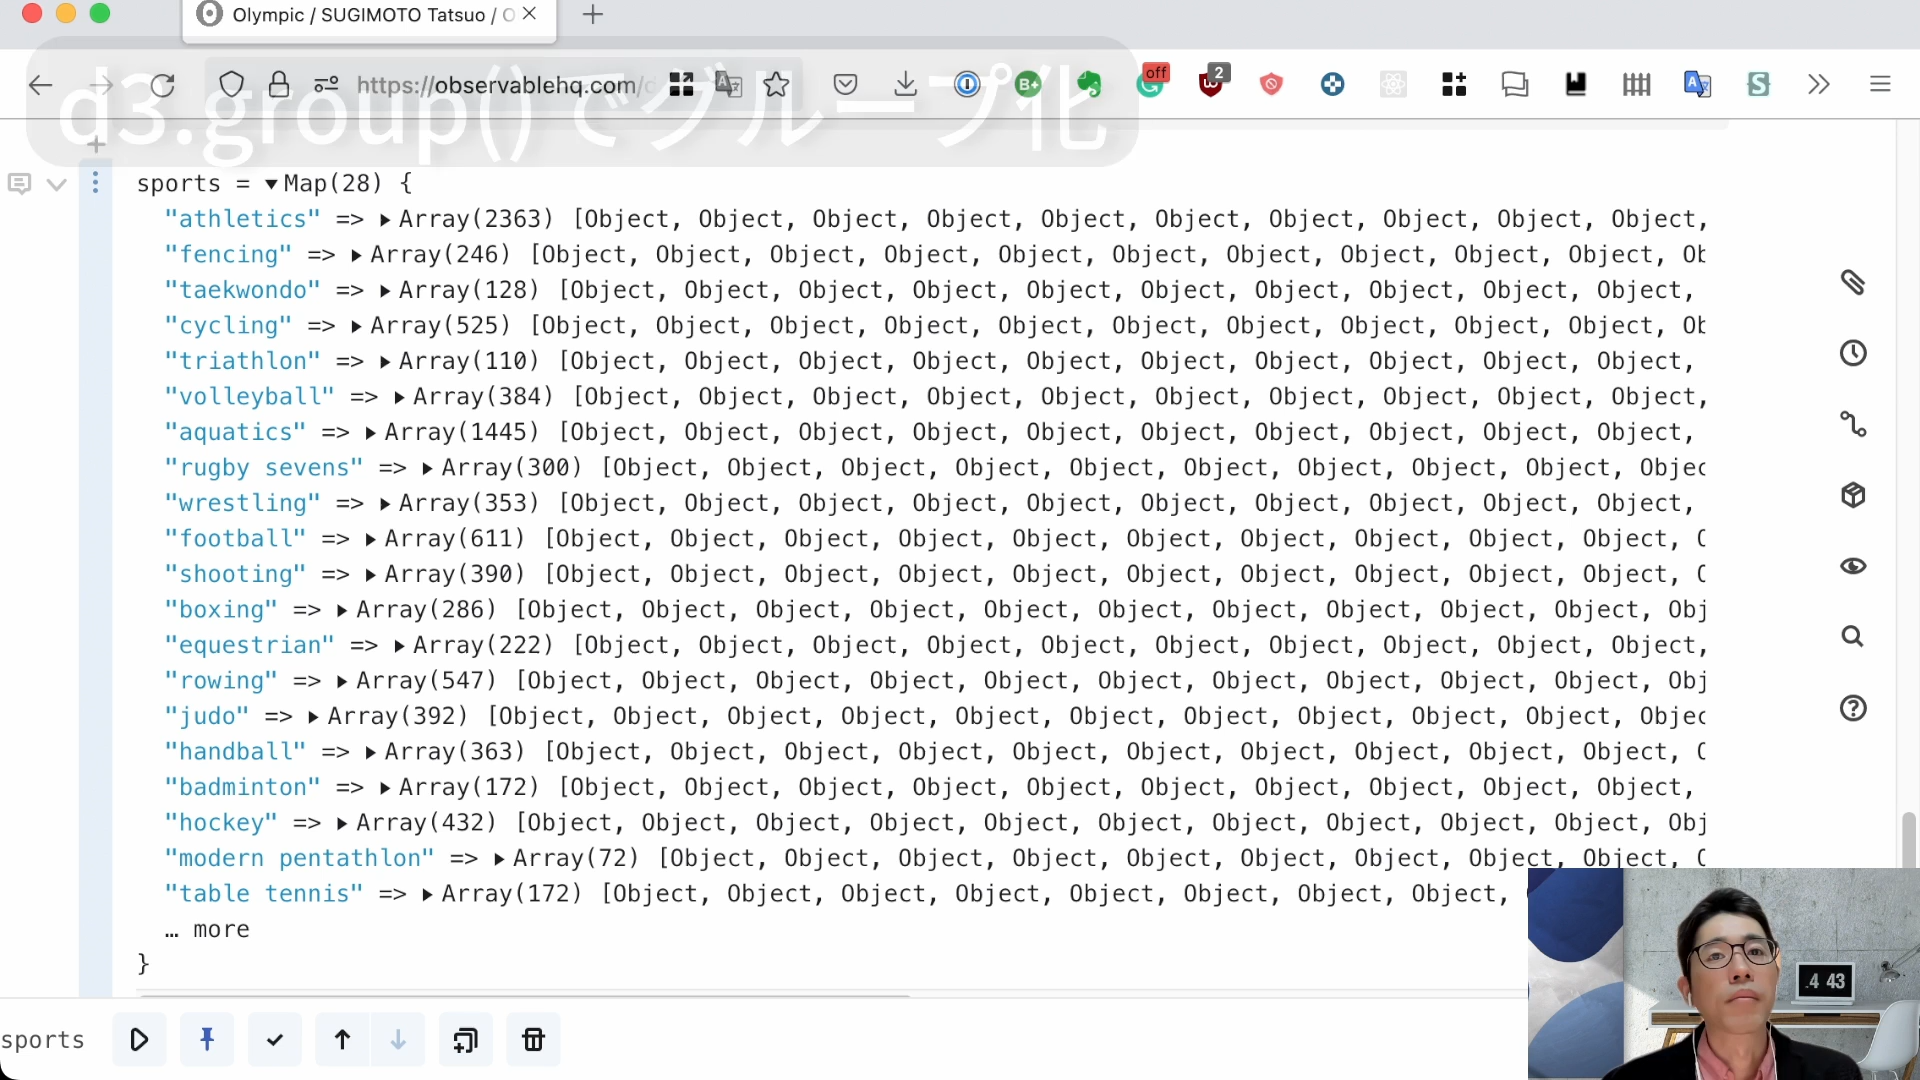 Olympic / SUGIMOTO Tatsuo / O
https://observablehq.com/d
off
2
B+
d3.group()でグループ化
sports = ▼Map(28) {
"athletics" => ▶Array(2363) [Object, Object, Object, Object, Object, Object, Object, Object, Object, Object,
"fencing" => ▶Array(246) [Object, Object, Object, Object, Object, Object, Object, Object, Object, Object, Ob
"taekwondo" => ▶Array(128) [Object, Object, Object, Object, Object, Object, Object, Object, Object, Object,
"cycling" => ▶Array(525) [Object, Object, Object, Object, Object, Object, Object, Object, Object, Object, Ob
"triathlon" => ▶Array(110) [Object, Object, Object, Object, Object, Object, Object, Object, Object, Object,
"volleyball" => ▶Array(384) [Object, Object, Object, Object, Object, Object, Object, Object, Object, Object,
"aquatics" => ▶Array(1445) [Object, Object, Object, Object, Object, Object, Object, Object, Object, Object,
"rugby sevens" => ▶Array(300) [Object, Object, Object, Object, Object, Object, Object, Object, Object, Objec
"wrestling" => ▶Array(353) [Object, Object, Object, Object, Object, Object, Object, Object, Object, Object,
"football" => ▶Array(611) [Object, Object, Object, Object, Object, Object, Object, Object, Object, Object, O
"shooting" => ▶Array(390) [Object, Object, Object, Object, Object, Object, Object, Object, Object, Object, O
"boxing" => ▶Array(286) [Object, Object, Object, Object, Object, Object, Object, Object, Object, Object, Obj
"equestrian" => ▶Array(222) [Object, Object, Object, Object, Object, Object, Object, Object, Object, Object,
"rowing" => ▶Array(547) [Object, Object, Object, Object, Object, Object, Object, Object, Object, Object, Obj
"judo" => ▶Array(392) [Object, Object, Object, Object, Object, Object, Object, Object, Object, Object, Objec
"handball" => ▶Array(363) [Object, Object, Object, Object, Object, Object, Object, Object, Object, Object, O
"badminton" => ▶Array(172) [Object, Object, Object, Object, Object, Object, Object, Object, Object, Object,
"hockey" => ▶Array(432) [Object, Object, Object, Object, Object, Object, Object, Object, Object, Object, Obj
"modern pentathlon" => ▶Array(72) [Object, Object, Object, Object, Object, Object, Object, Object, Object, O
"table tennis" => ▶Array(172) [Object, Object, Object, Object, Object, Object, Object, Object,
… more
}
4 43
sports